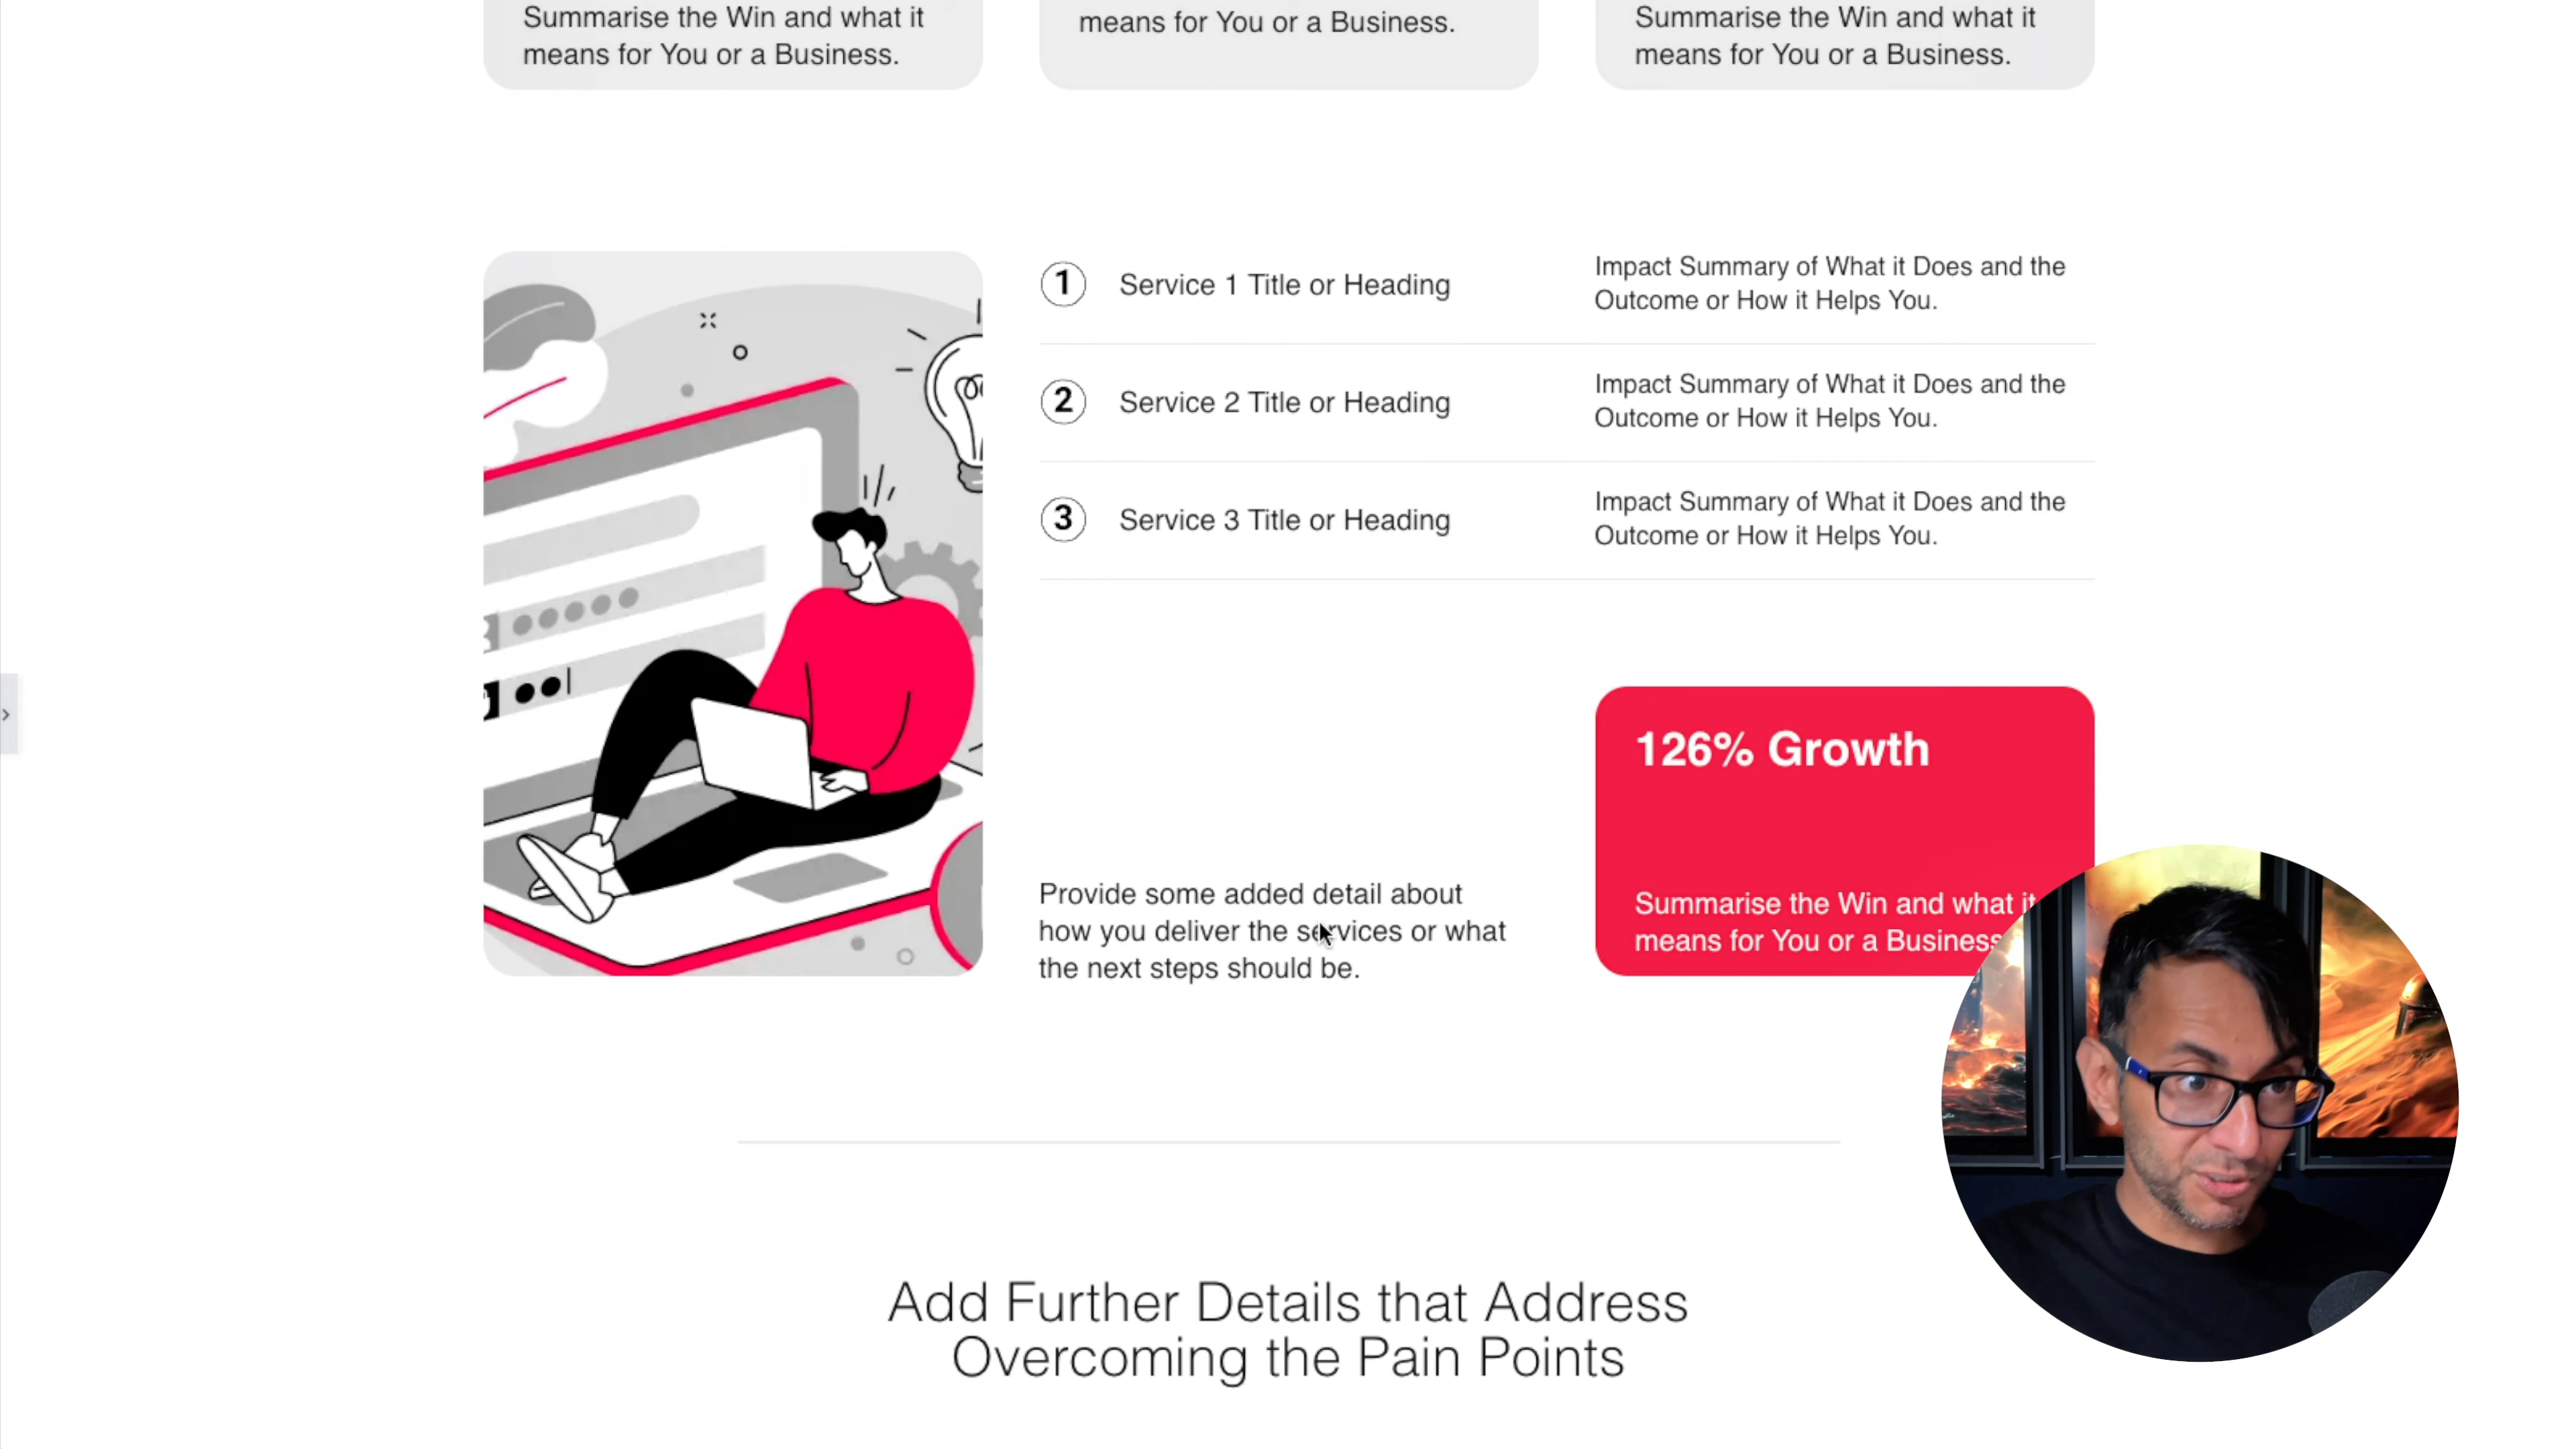 Summarise the Win and what it
means for You or a Business.
means for You or a Business.
Summarise the Win and what it
means for You or a Business.
1 Service 1 Title or Heading
Impact Summary of What it Does and the
Outcome or How it Helps You.
2 Service 2 Title or Heading
Impact Summary of What it Does and the
Outcome or How it Helps You.
3 Service 3 Title or Heading
Impact Summary of What it Does and the
Outcome or How it Helps You.
Provide some added detail about
how you deliver the services or what
the next steps should be.
126% Growth
Summarise the Win and what it
means for You or a Business
Add Further Details that Address
Overcoming the Pain Points